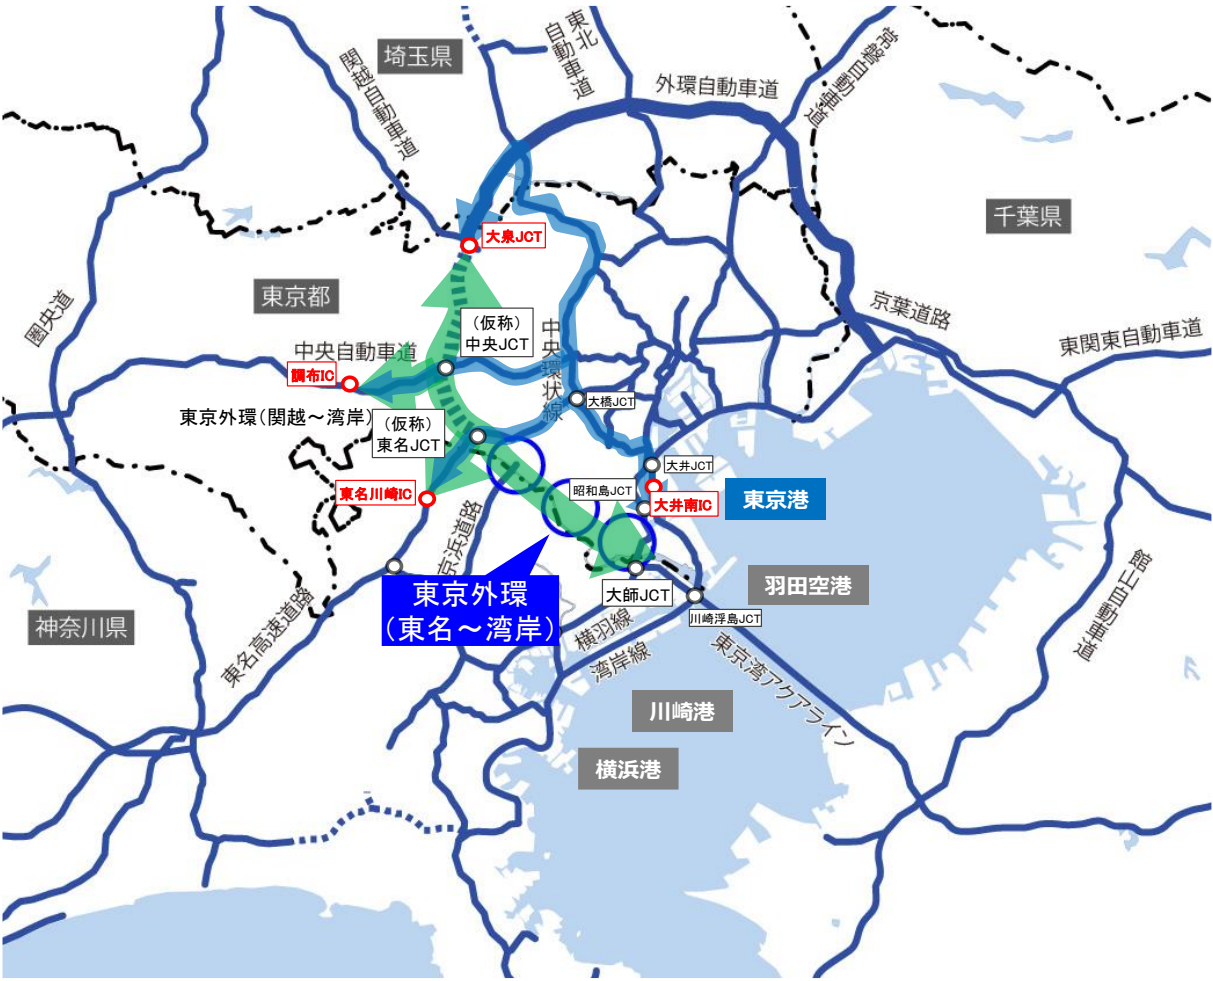 埼玉県
東北
自動車道
関越自動車道
外環自動車道
常磐自動車道
千葉県
大泉JCT
東京都
圏央道
(仮称)
中央JCT
中央環状線
京葉道路
東関東自動車道
中央自動車道
調布IC
大橋JCT
東京外環(関越～湾岸)
(仮称)
東名JCT
大井JCT
東名川崎IC
昭和島JCT
大井南IC
東京港
京浜道路
東京外環
(東名～湾岸)
大師JCT
羽田空港
川崎浮島JCT
館山自動車道
神奈川県
東名高速道路
横羽線
湾岸線
東京湾アクアライン
川崎港
横浜港